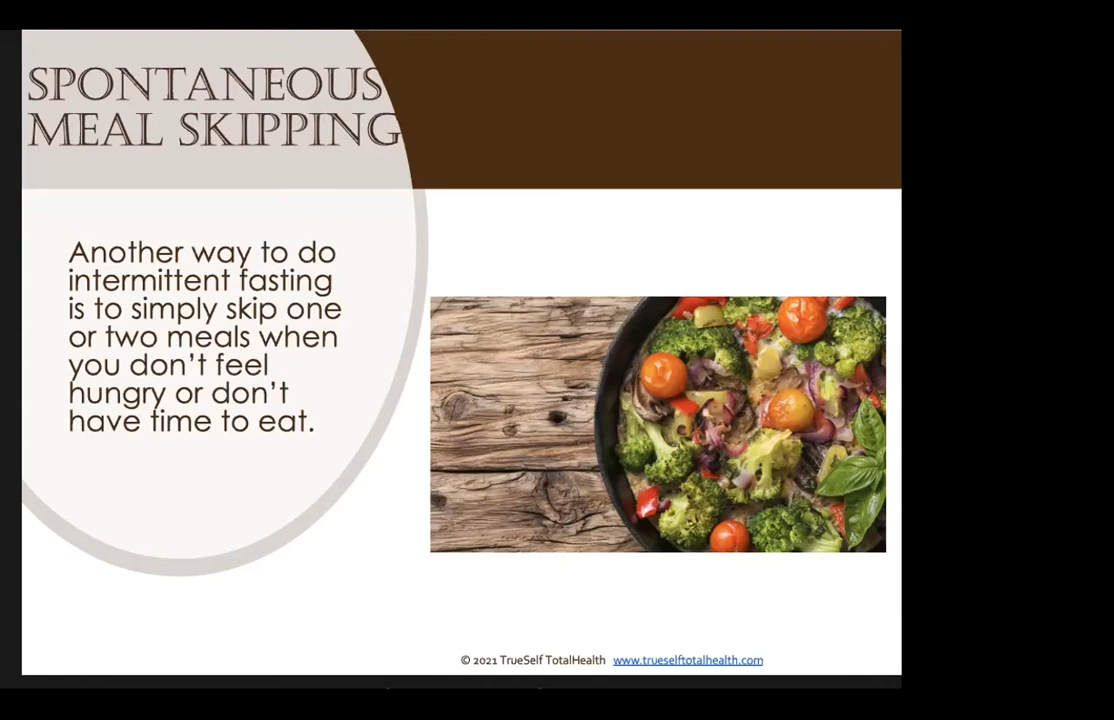 SPONTANEOUS
MEAL SKIPPING
Another way to do
intermittent fasting
is to simply skip one
or two meals when
you don't feel
hungry or don't
have time to eat.
© 2021 TrueSelf TotalHealth www.trueselftotalhealth.com